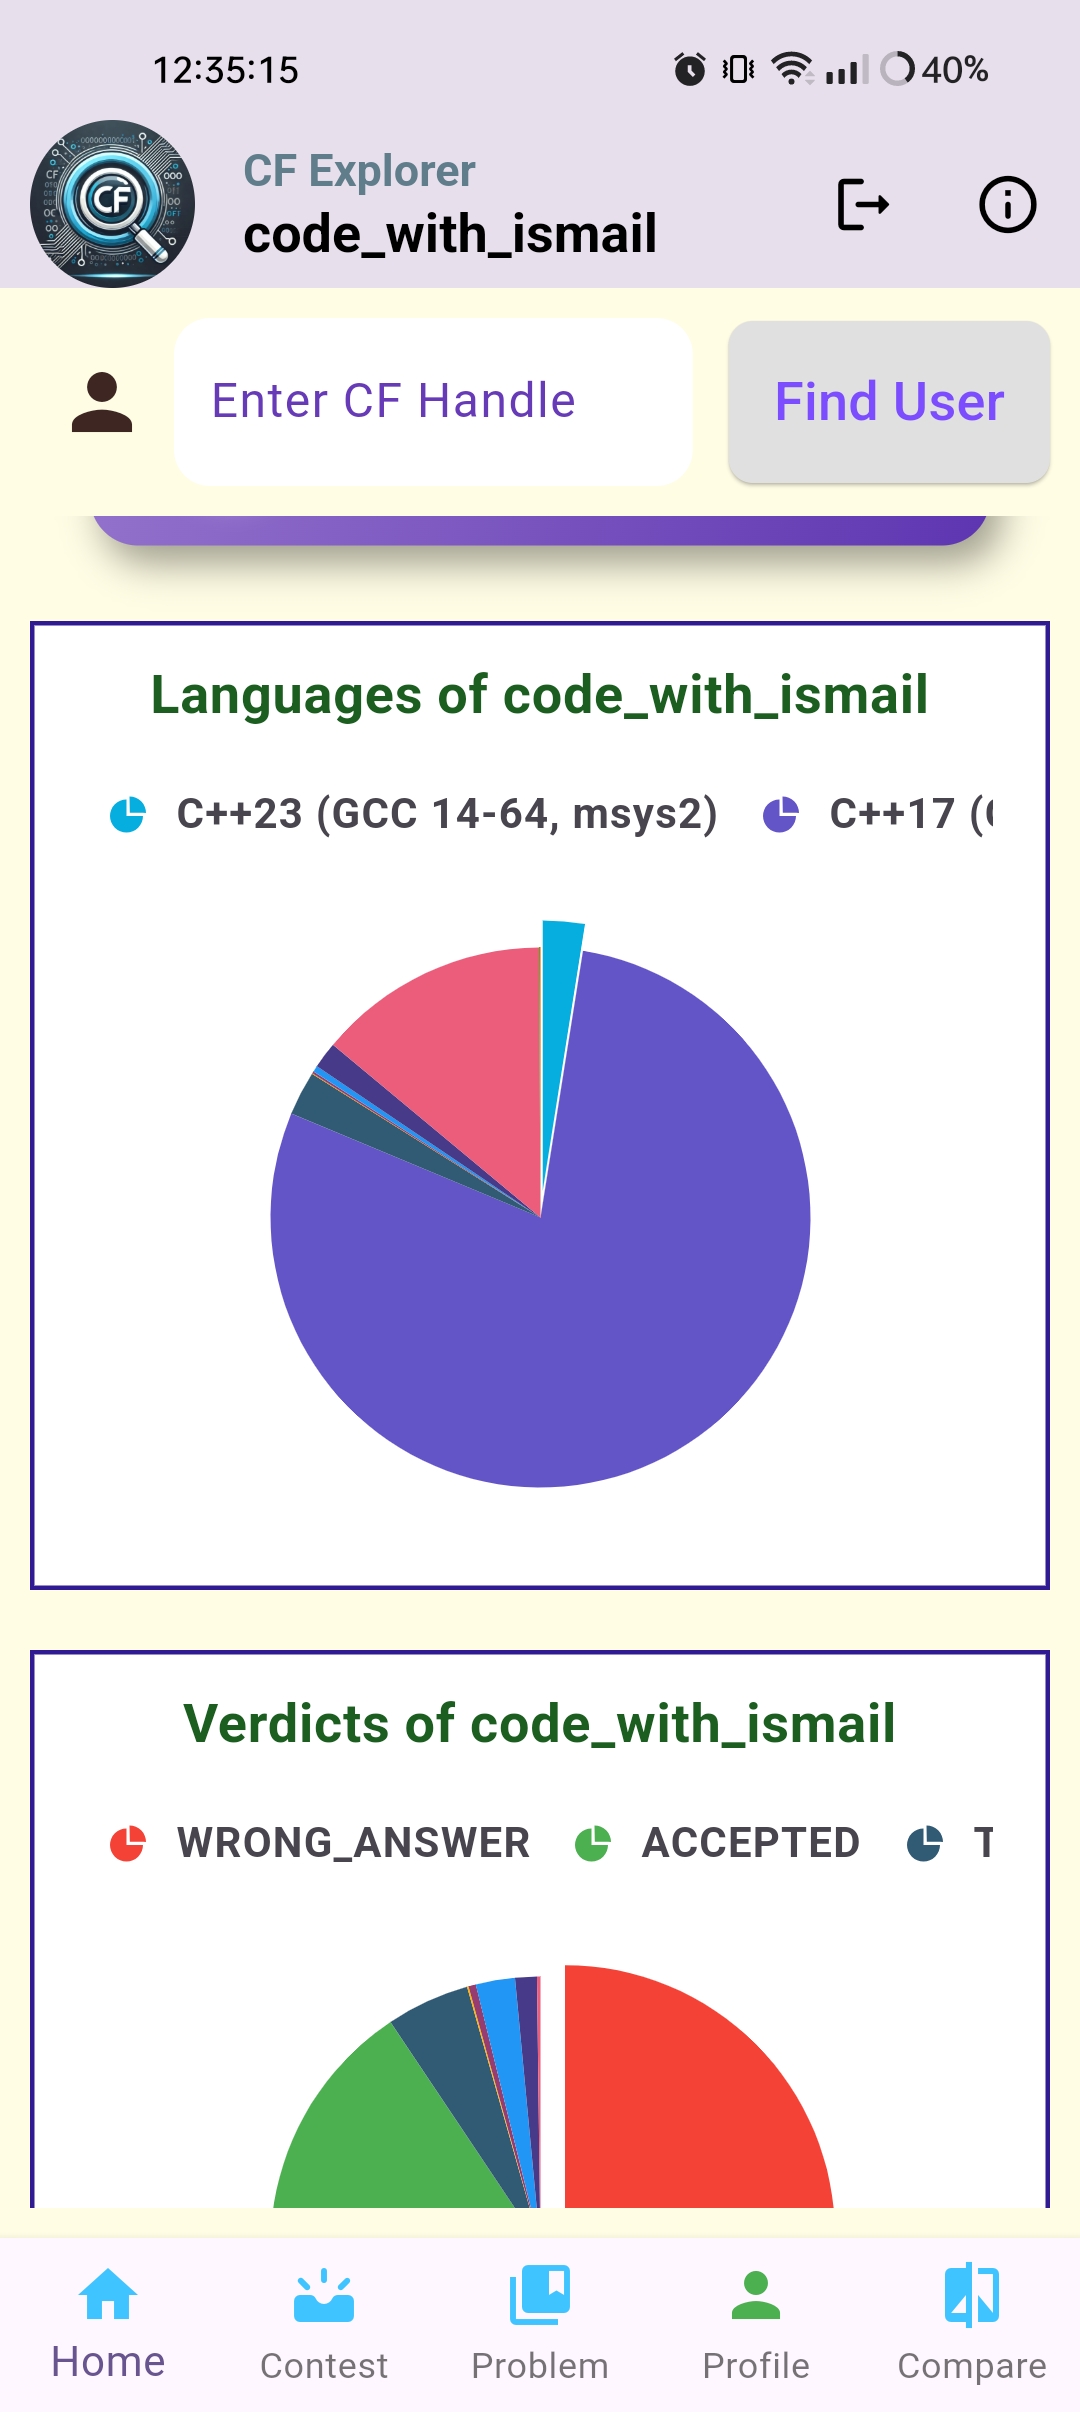 12:35:15
40%
CF Explorer
code_with_ismail
CF
Enter CF Handle
Find User
Languages of code_with_ismail
C++23 (GCC 14-64, msys2)
C++17 (
Verdicts of code_with_ismail
WRONG_ANSWER
ACCEPTED
T
Home
Contest
Problem
Profile
Compare